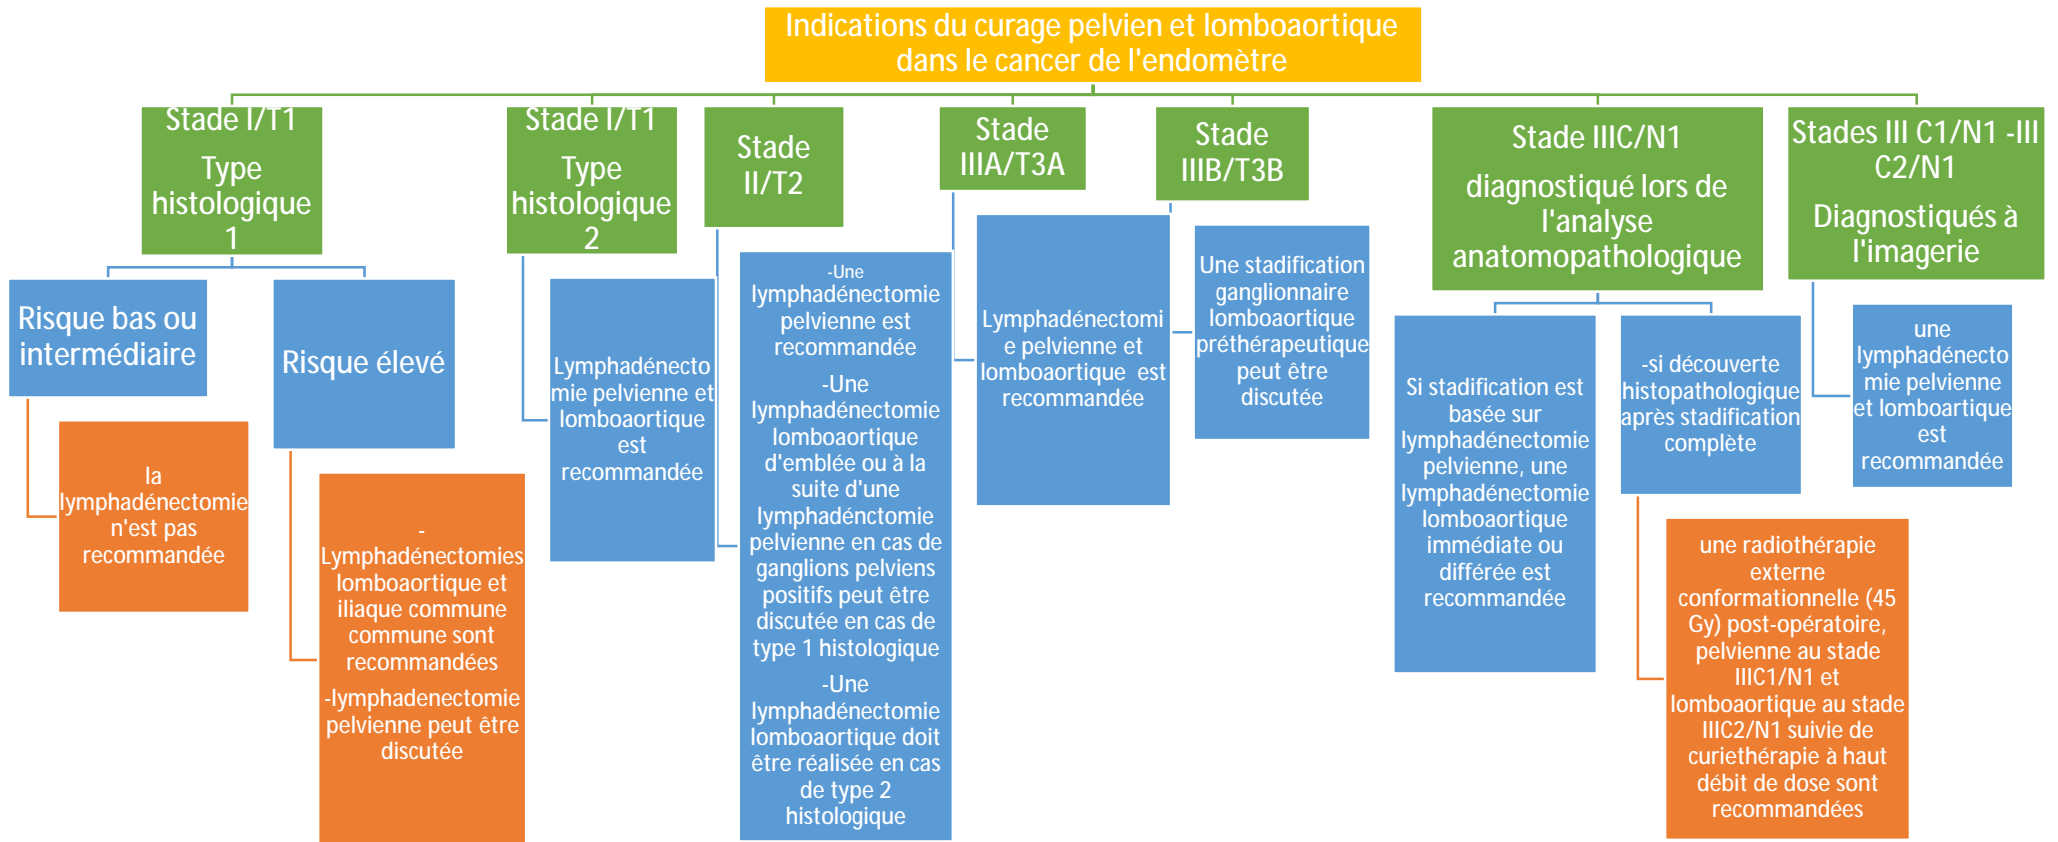 Indications du curage pelvien et lomboaortique
dans le cancer de l'endomètre
Stade I/T1
Type
histologique
1
Risque bas ou
intermédiaire
la
lymphadénectomie
n'est pas
recommandée
Risque élevé
-
Lymphadénectomies
lomboaortique et
iliaque commune
commune sont
recommandées
-lymphadenectomie
pelvienne peut être
discutée
Stade I/T1
Type
histologique
2
Lymphadénecto
mie pelvienne et
lomboaortique
est
recommandée
Stade
II/T2
-Une
lymphadénectomie
pelvienne est
recommandée
-Une
lymphadénectomie
lomboaortique
d'emblée ou à la
suite d'une
lymphadénctomie
pelvienne en cas de
ganglions pelviens
positifs peut être
discutée en cas de
type 1 histologique
-Une
lymphadénectomie
lomboaortique doit
être réalisée en cas
de type 2
histologique
Stade
IIIA/T3A
Lymphadénectomi
e pelvienne et
lomboaortique est
recommandée
Stade
IIIB/T3B
Une stadification
ganglionnaire
lomboaortique
préthérapeutique
peut être
discutée
Stade IIIC/N1
diagnostiqué lors de
l'analyse
anatomopathologique
Si stadification est
basée sur
lymphadénectomie
pelvienne, une
lymphadénectomie
lomboaortique
immédiate ou
différée est
recommandée
-si découverte
histopathologique
après stadification
complète
une radiothérapie
externe
conformationnelle (45
Gy) post-opératoire,
pelvienne au stade
IIIC1/N1 et
lomboaortique au stade
IIIC2/N1 suivie de
curiethérapie à haut
débit de dose sont
recommandées
Stades III C1/N1 -III
C2/N1
Diagnostiqués à
l'imagerie
une
lymphadénecto
mie pelvienne
et lomboartique
est
recommandée